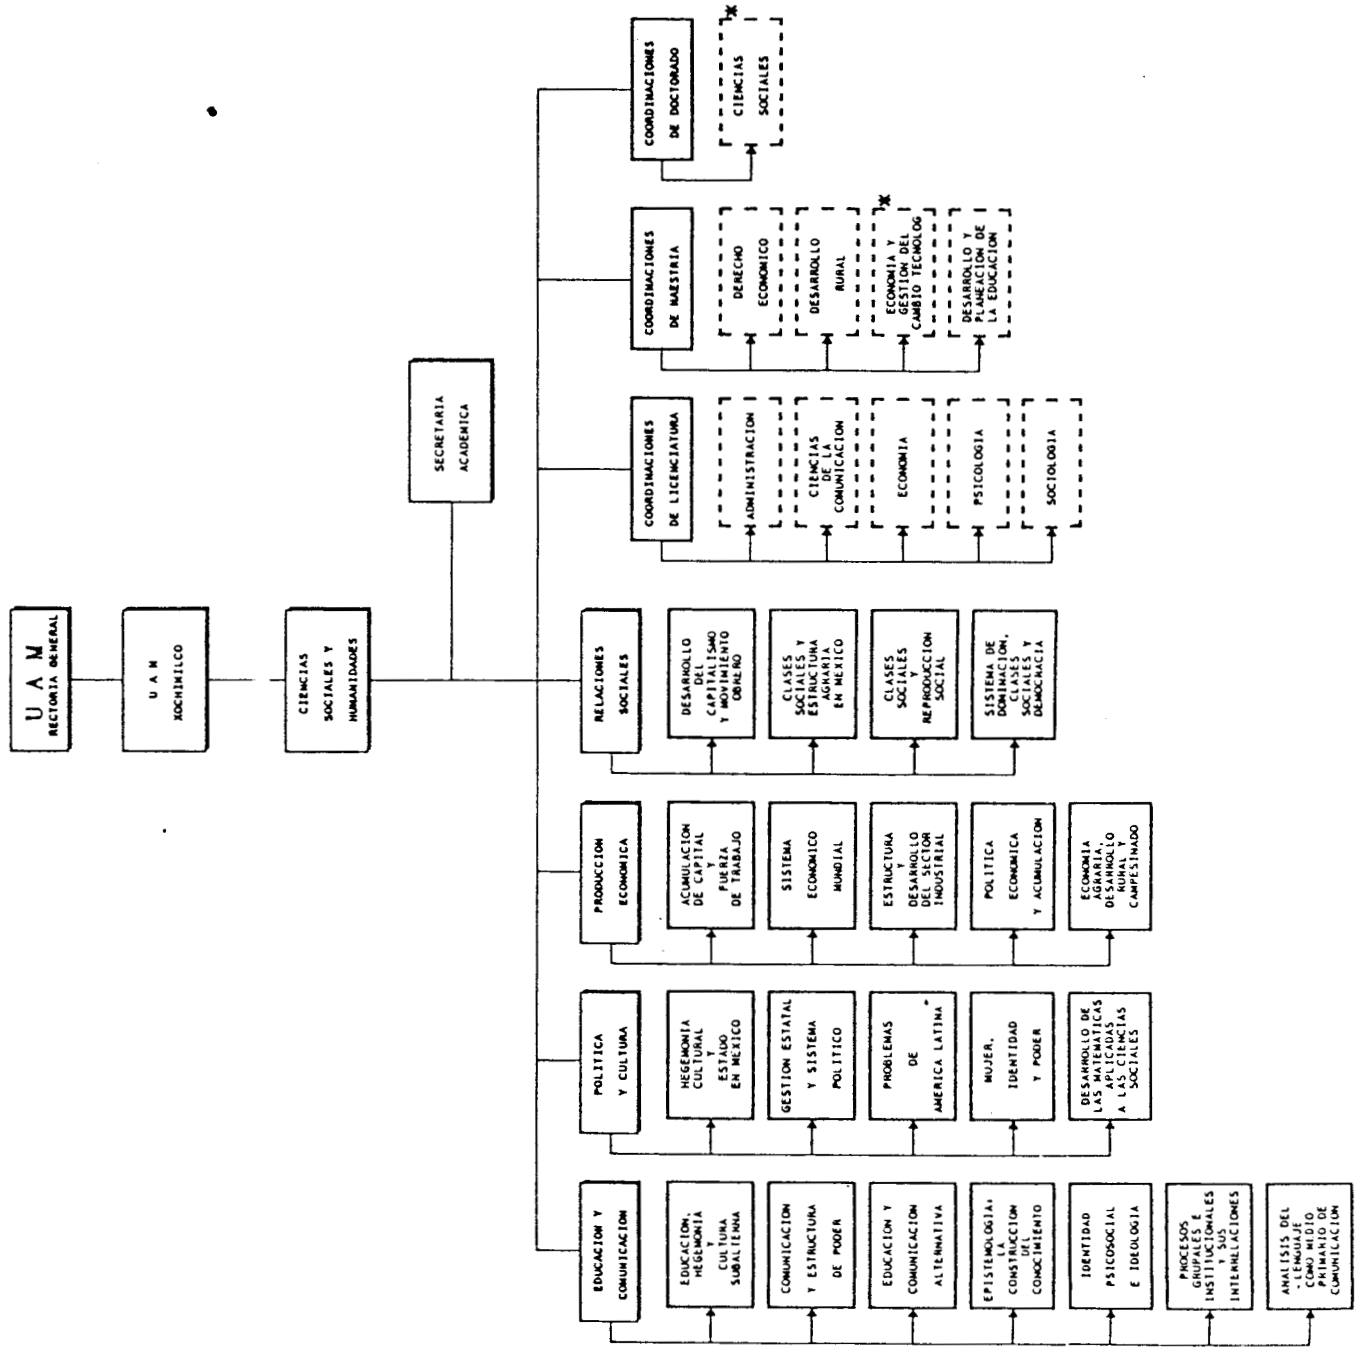 U A M
RECTORIA GENERAL
U A M
XOCHIMILCO
CIENCIAS
SOCIALES Y
HUMANIDADES
SECRETARIA
ACADEMICA
EDUCACION Y
COMUNICACION
EDUCACION,
HEGEMONIA
Y
CULTURA
SUBALTERNA
COMUNICACION
Y ESTRUCTURA
DE PODER
EDUCACION Y
COMUNICACION
ALTERNATIVA
EPISTEMOLOGIA:
LA
CONSTRUCCION
DEL
CONOCIMIENTO
IDENTIDAD
PSICOSOCIAL
E IDEOLOGIA
PROCESOS
GRUPALES E
INSTITUCIONALES
Y SUS
INTERRELACIONES
ANALISIS DEL
- LENGUAJE
COMO MIDIO
PRIMARIO DE
COMUNICACION
POLITICA
Y CULTURA
HEGEMONIA
CULTURAL
Y
ESTADO
EN MEXICO
GESTION ESTATAL
Y SISTEMA
POLITICO
PROBLEMAS
DE
AMERICA LATINA
MUJER,
IDENTIDAD
Y PODER
DESARROLLO DE
LAS MATEMATICAS
APLICADAS
A LAS CIENCIAS
SOCIALES
PRODUCCION
ECONOMICA
ACUMULACION
DE CAPITAL
Y
FUERZA
DE TRABAJO
SISTEMA
ECONOMICO
MUNDIAL
ESTRUCTURA
Y
DESARROLLO
DEL SECTOR
INDUSTRIAL
POLITICA
ECONOMICA
Y ACUMULACION
ECONOMIA
AGRARIA,
DESARROLLO
RURAL Y
CAMPESINADO
RELACIONES
SOCIALES
DESARROLLO
DEL
CAPITALISMO
Y MOVIMIENTO
OBRERO
CLASES
SOCIALES Y
ESTRUCTURA
AGRARIA
EN MEXICO
CLASES
SOCIALES
Y
REPRODUCCION
SOCIAL
SISTEMA DE
DOMINACION,
CLASES
SOCIALES Y
DEMOCRACIA
COORDINACIONES
DE LICENCIATURA
ADMINISTRACION
CIENCIAS
DE LA
COMUNICACION
ECONOMIA
PSICOLOGIA
SOCIOLOGIA
COORDINACIONES
DE MAESTRIA
DERECHO
ECONOMICO
DESARROLLO
RURAL
*
ECONOMIA Y
GESTION DEL
CAMBIO TECNOLOG
DESARROLLO Y
PLANEACION DE
LA EDUCACION
COORDINACIONES
DE DOCTORADO
*
CIENCIAS
SOCIALES